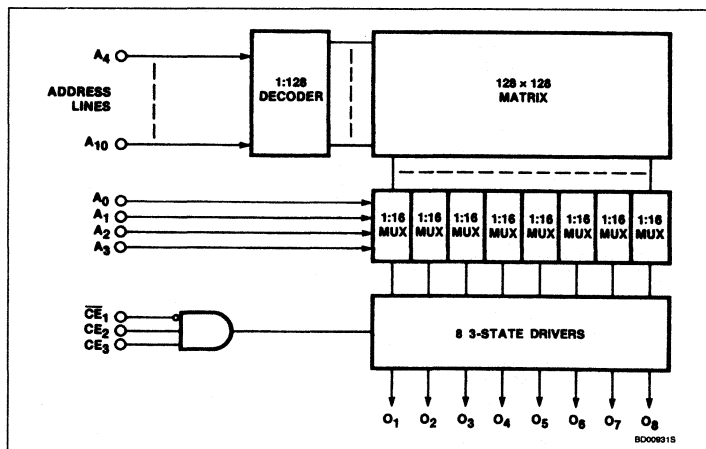 A4
ADDRESS
LINES
A10
1:128
DECODER
128 × 128
MATRIX
A0
A1
A2
A3
1:16
MUX
1:16
MUX
1:16
MUX
1:16
MUX
1:16
MUX
1:16
MUX
1:16
MUX
1:16
MUX
C̅E̅1
CE2
CE3
8 3-STATE DRIVERS
O1 O2 O3 O4 O5 O6 O7 O8
BD00931S